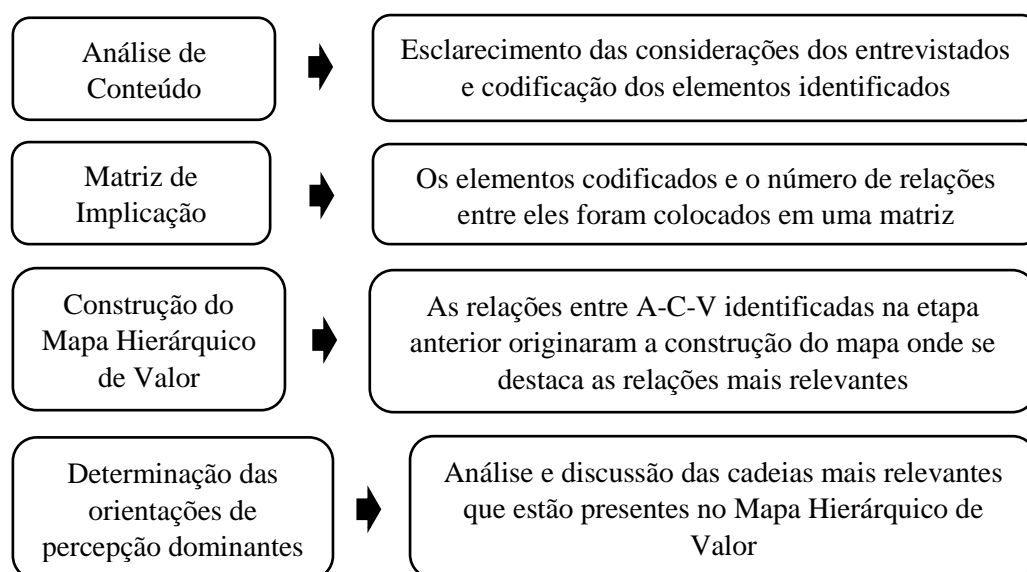 Análise de
Conteúdo
Esclarecimento das considerações dos entrevistados
e codificação dos elementos identificados
Matriz de
Implicação
Os elementos codificados e o número de relações
entre eles foram colocados em uma matriz
Construção do
Mapa Hierárquico
de Valor
As relações entre A-C-V identificadas na etapa
anterior originaram a construção do mapa onde se
destaca as relações mais relevantes
Determinação das
orientações de
percepção dominantes
Análise e discussão das cadeias mais relevantes
que estão presentes no Mapa Hierárquico de
Valor